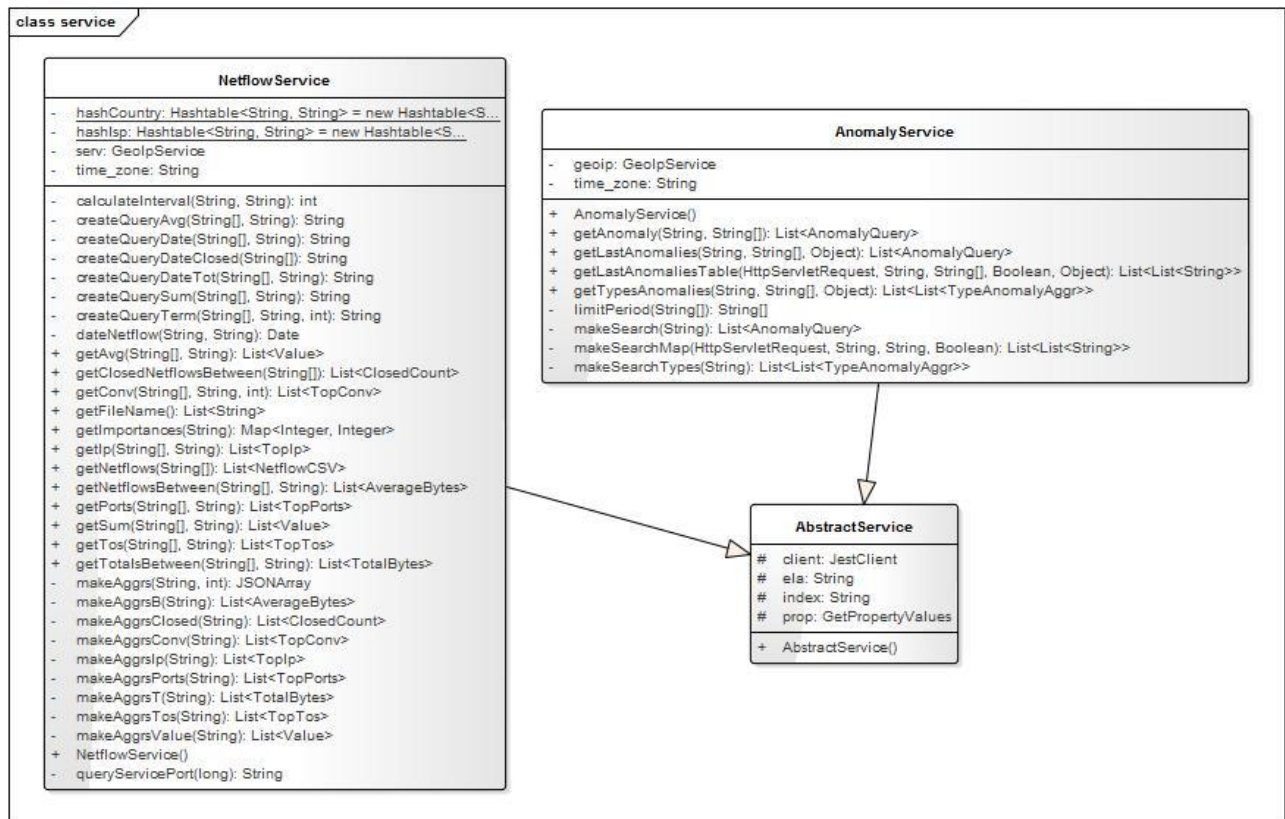 class service
NetflowService
- hashCountry: Hashtable<String, String> = new Hashtable<S...
- hashIsp: Hashtable<String, String> = new Hashtable<S...
- serv: GeoIpService
- time_zone: String
- calculateInterval(String, String): int
- createQueryAvg(String[], String): String
- createQueryDate(String[], String): String
- createQueryDateClosed(String[]): String
- createQueryDateTot(String[], String): String
- createQuerySum(String[], String): String
- createQueryTerm(String[], String, int): String
- dateNetflow(String, String): Date
+ getAvg(String[], String): List<Value>
+ getClosedNetflowsBetween(String[]): List<ClosedCount>
+ getConv(String[], String, int): List<TopConv>
+ getFileName(): List<String>
+ getImportances(String): Map<Integer, Integer>
+ getIp(String[], String): List<TopIp>
+ getNetflows(String[]): List<NetflowCSV>
+ getNetflowsBetween(String[], String): List<AverageBytes>
+ getPorts(String[], String): List<TopPorts>
+ getSum(String[], String): List<Value>
+ getTos(String[], String): List<TopTos>
+ getTotalsBetween(String[], String): List<TotalBytes>
- makeAggrs(String, int): JSONArray
- makeAggrsB(String): List<AverageBytes>
- makeAggrsClosed(String): List<ClosedCount>
- makeAggrsConv(String): List<TopConv>
- makeAggrsIp(String): List<TopIp>
- makeAggrsPorts(String): List<TopPorts>
- makeAggrsT(String): List<TotalBytes>
- makeAggrsTos(String): List<TopTos>
- makeAggrsValue(String): List<Value>
+ NetflowService()
- queryServicePort(long): String
AnomalyService
- geoip: GeoIpService
- time_zone: String
+ AnomalyService()
+ getAnomaly(String, String[]): List<AnomalyQuery>
+ getLastAnomalies(String, String[], Object): List<AnomalyQuery>
+ getLastAnomaliesTable(HttpServletRequest, String, String[], Boolean, Object): List<List<String>>
+ getTypesAnomalies(String, String[], Object): List<List<TypeAnomalyAggr>>
- limitPeriod(String[]): String[]
- makeSearch(String): List<AnomalyQuery>
- makeSearchMap(HttpServletRequest, String, String, Boolean): List<List<String>>
- makeSearchTypes(String): List<List<TypeAnomalyAggr>>
AbstractService
# client: JestClient
# ela: String
# index: String
# prop: GetPropertyValues
+ AbstractService()